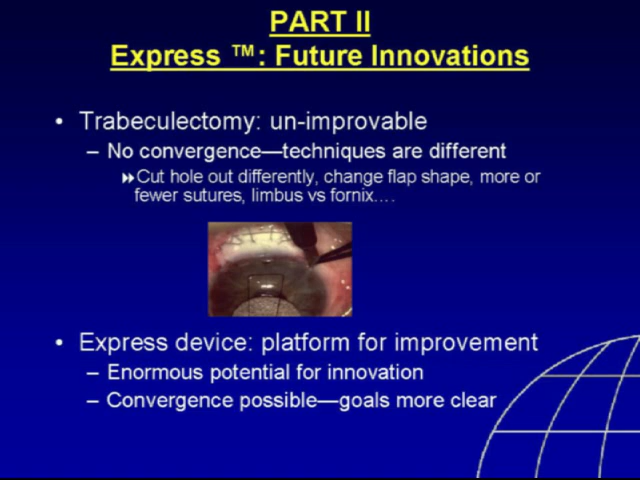 PART II
Express ™: Future Innovations
• Trabeculectomy: un-improvable
– No convergence—techniques are different
Cut hole out differently, change flap shape, more or
fewer sutures, limbus vs fornix….
• Express device: platform for improvement
– Enormous potential for innovation
– Convergence possible—goals more clear